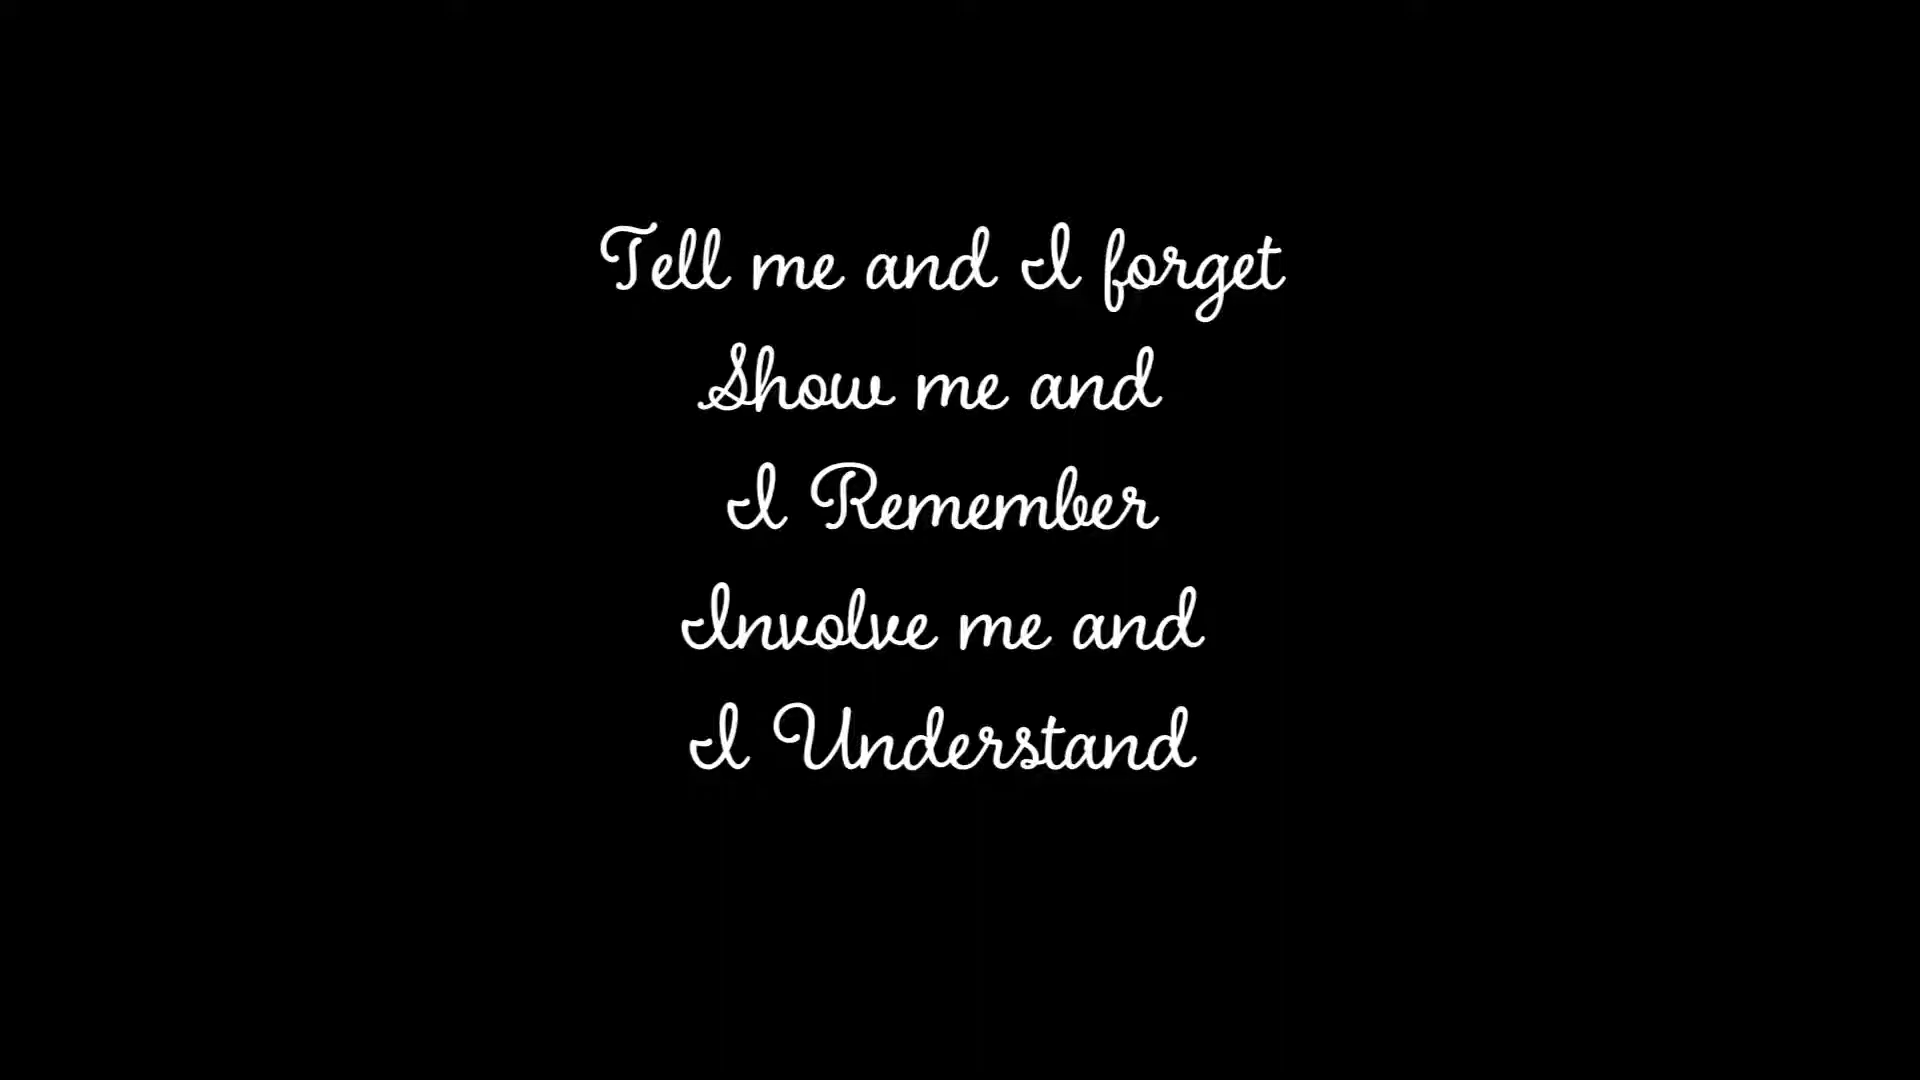 Tell me and I forget
Show me and
I Remember
Involve me and
I Understand